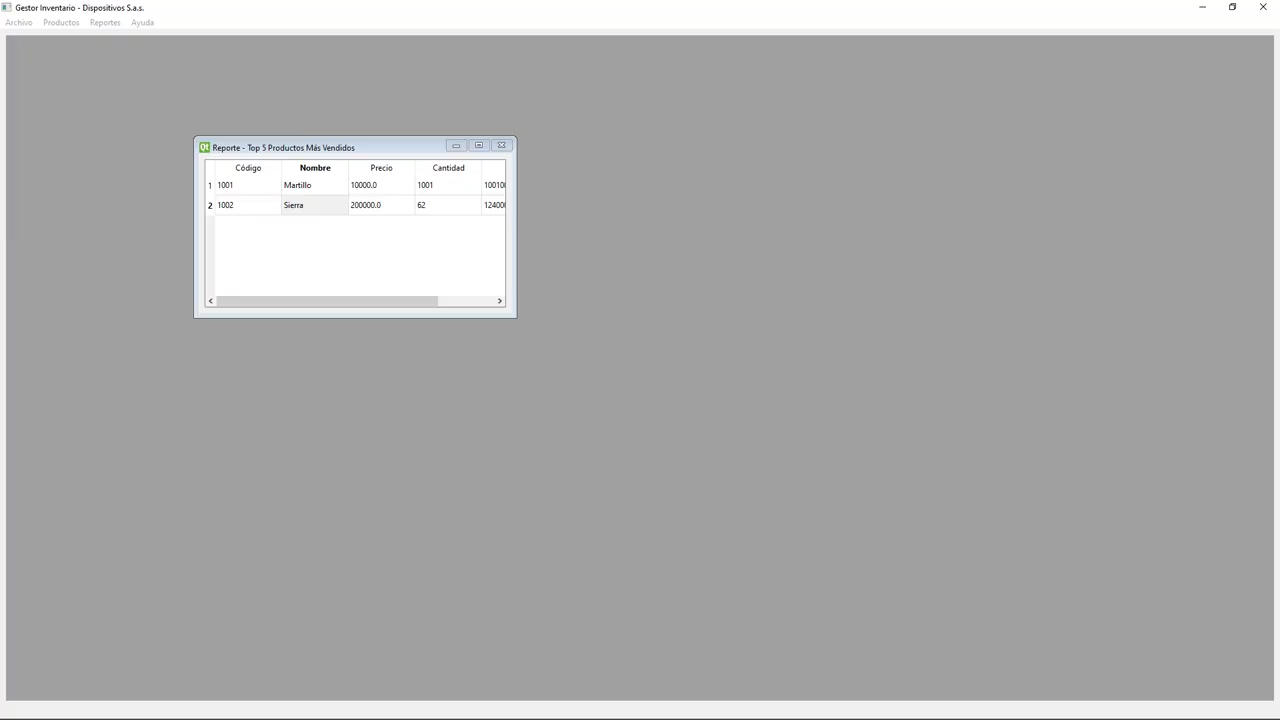 Gestor Inventario - Dispositivos S.a.s.
Archivo Productos Reportes Ayuda
Qt Reporte - Top 5 Productos Más Vendidos
Código Nombre Precio Cantidad
1 1001 Martillo 10000.0 1001
2 1002 Sierra 200000.0 62